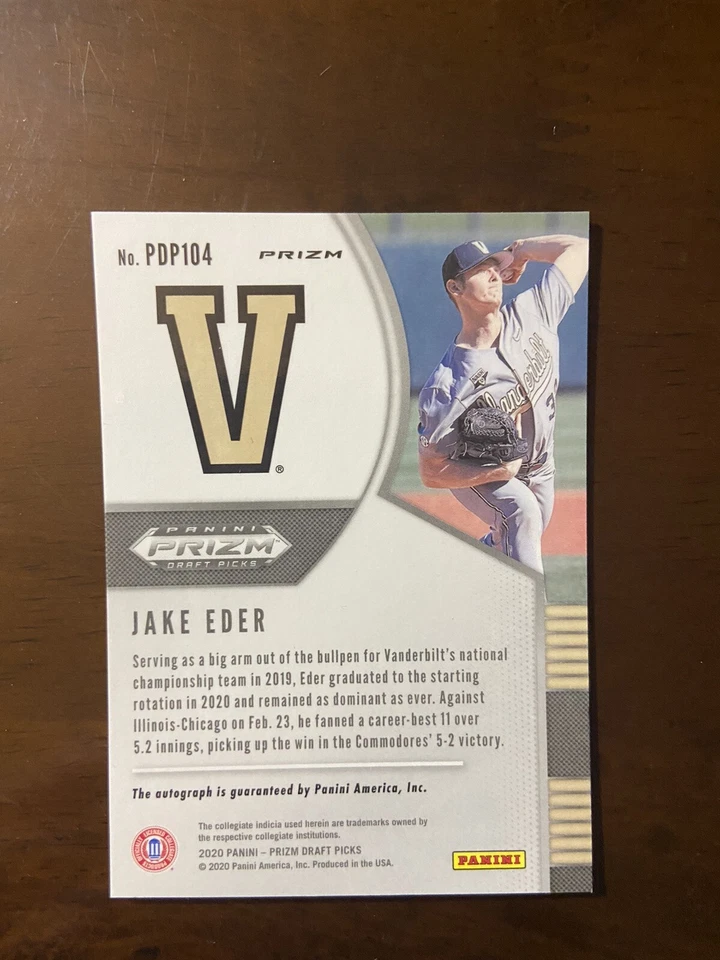 No. PDP104
PRIZM
V
®
Vanderbilt
PANINI
PRIZM
DRAFT PICKS
JAKE EDER
Serving as a big arm out of the bullpen for Vanderbilt's national
championship team in 2019, Eder graduated to the starting
rotation in 2020 and remained as dominant as ever. Against
Illinois-Chicago on Feb. 23, he fanned a career-best 11 over
5.2 innings, picking up the win in the Commodores' 5-2 victory.
The autograph is guaranteed by Panini America, Inc.
The collegiate indicia used herein are trademarks owned by
the respective collegiate institutions.
2020 PANINI – PRIZM DRAFT PICKS
© 2020 Panini America, Inc. Produced in the USA.
OFFICIALLY LICENSED COLLEGIATE PRODUCTS
PANINI